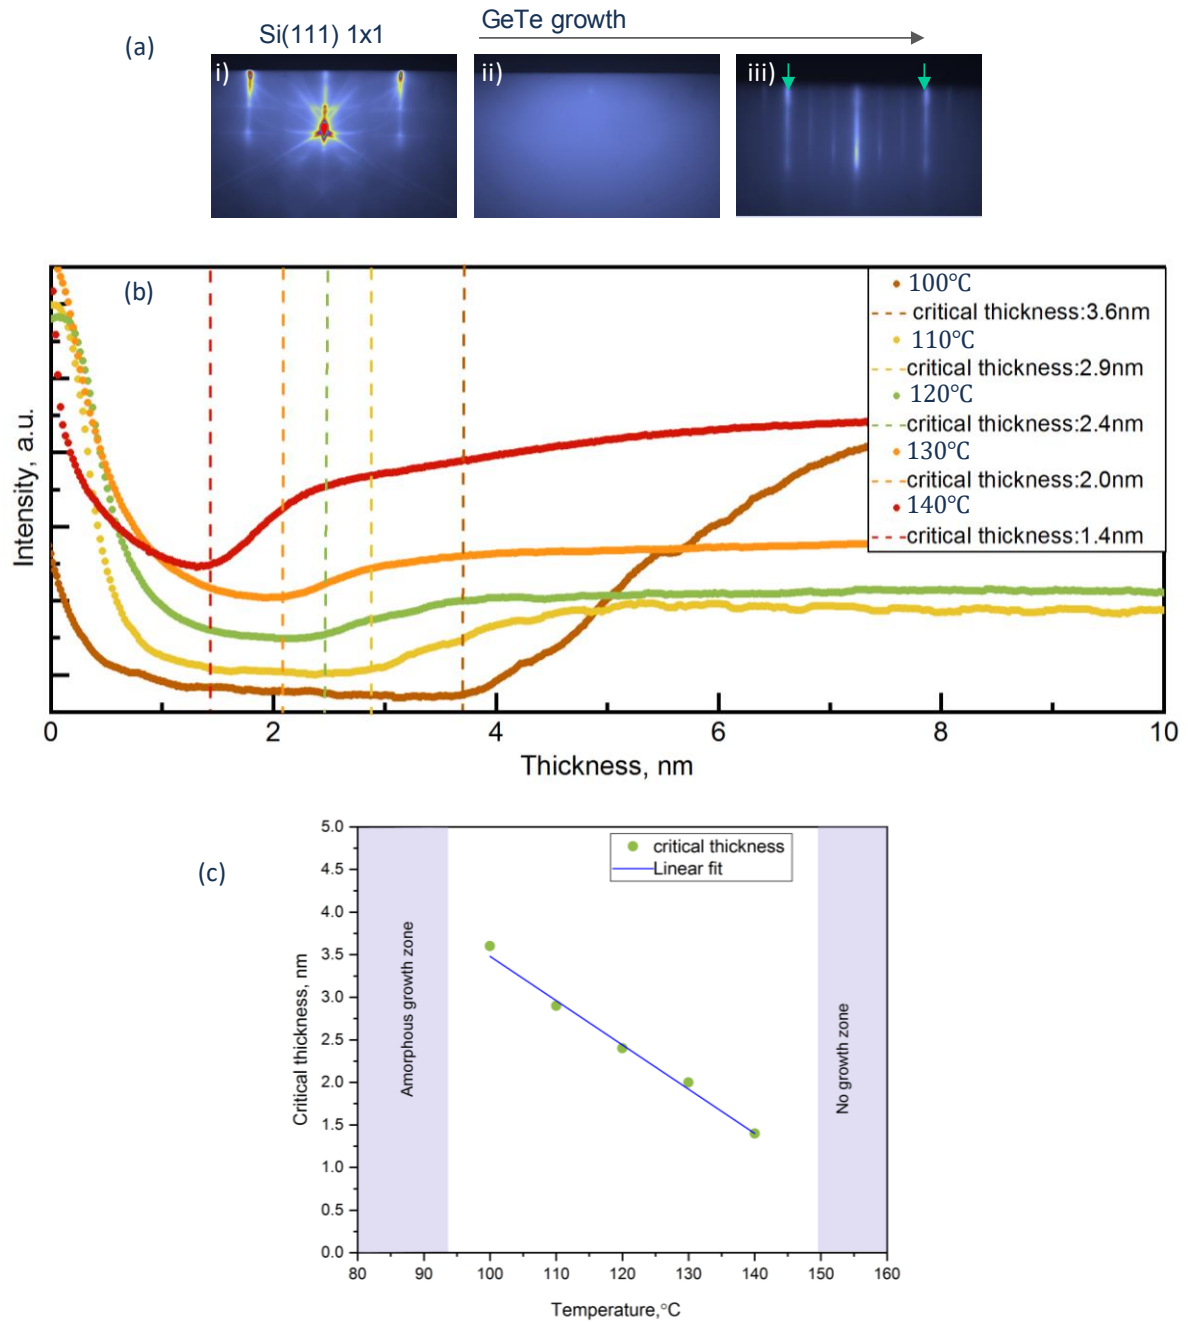 (a)
Si(111) 1x1
GeTe growth
i)
ii)
iii)
(b)
Intensity, a.u.
100℃
critical thickness:3.6nm
110℃
critical thickness:2.9nm
120℃
critical thickness:2.4nm
130℃
critical thickness:2.0nm
140℃
critical thickness:1.4nm
0 2 4 6 8 10
Thickness, nm
(c)
Critical thickness, nm
5.0
4.5
4.0
3.5
3.0
2.5
2.0
1.5
1.0
0.5
0.0
critical thickness
Linear fit
Amorphous growth zone
No growth zone
80 90 100 110 120 130 140 150 160
Temperature,°C